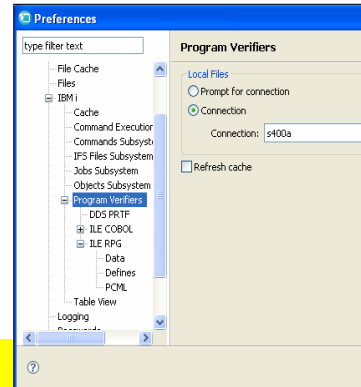 Preferences
type filter text
File Cache
Files
IBM i
Cache
Command Execution
Commands Subsyste
IFS Files Subsystem
Jobs Subsystem
Objects Subsystem
Program Verifiers
DDS PRTF
ILE COBOL
ILE RPG
Data
Defines
PCML
Table View
Logging
Program Verifiers
Local Files
Prompt for connection
Connection
Connection: s400a
Refresh cache
?